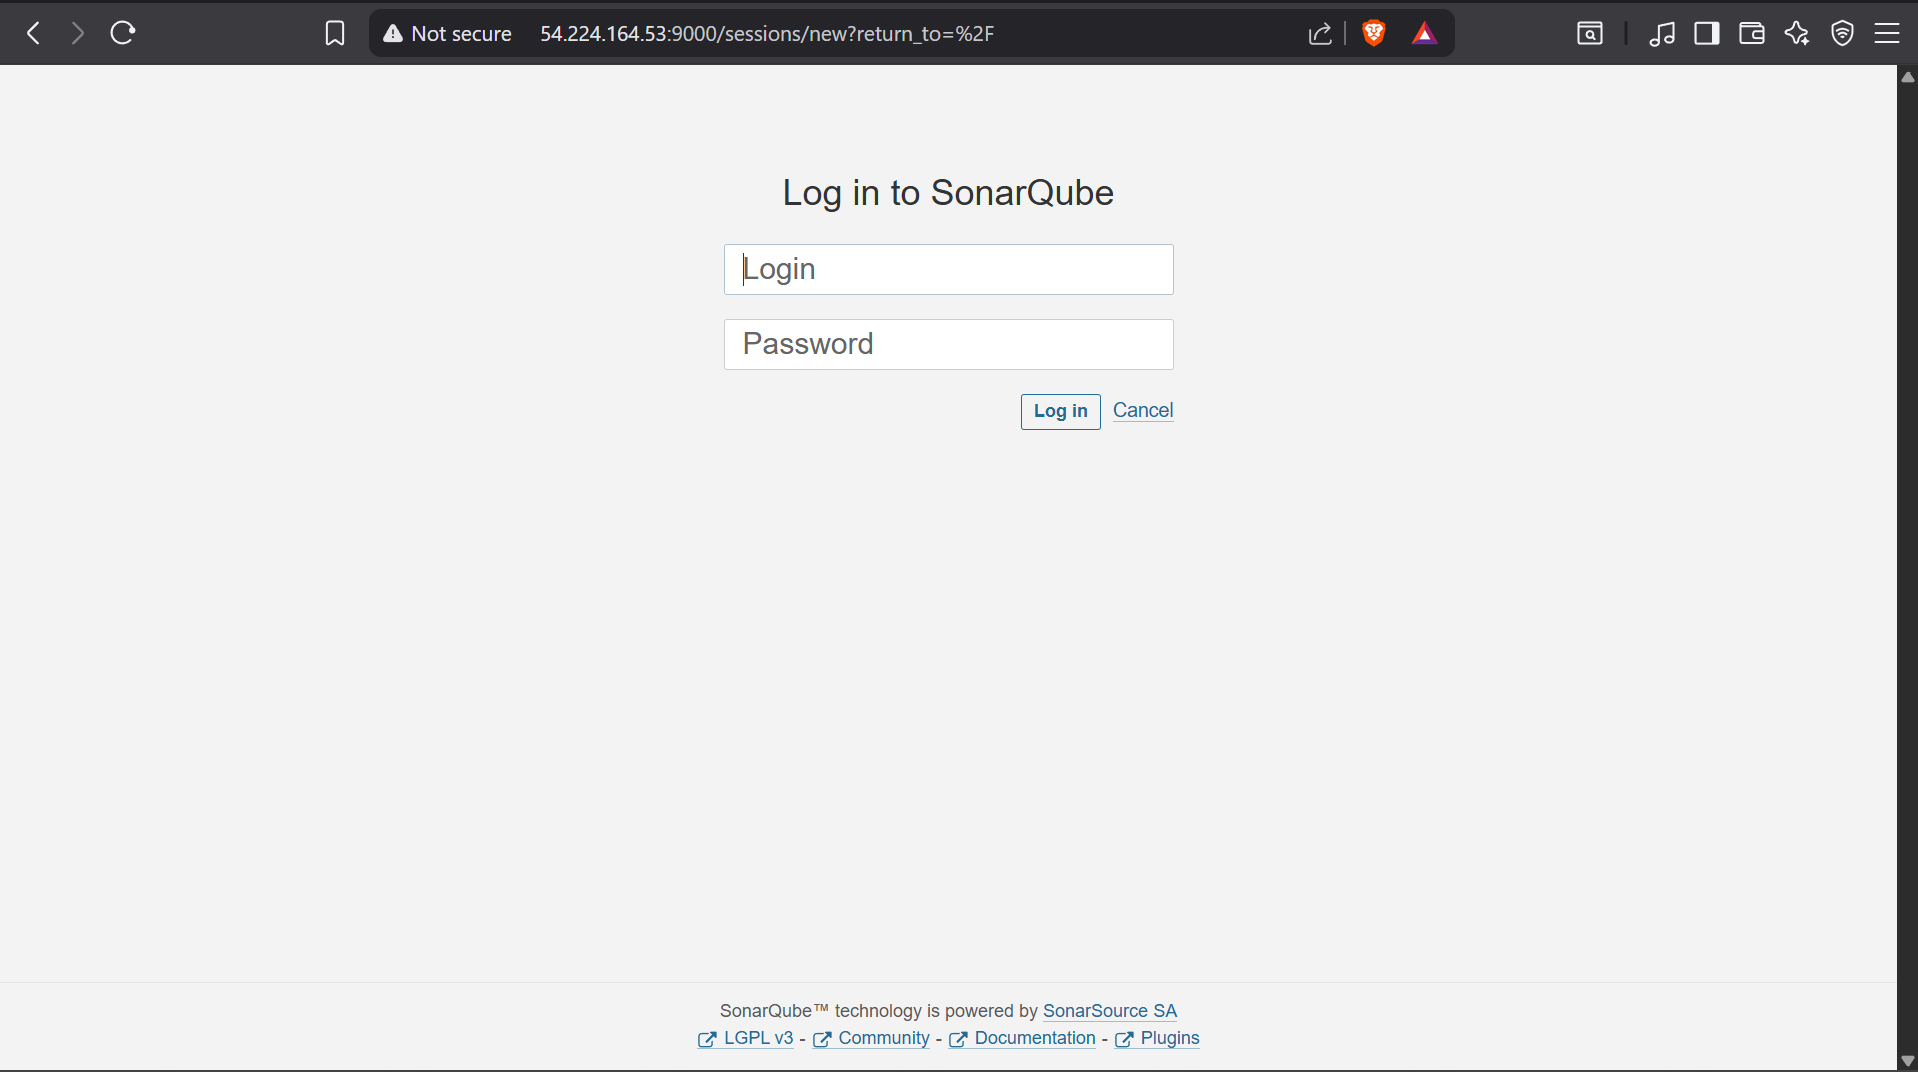 Not secure 54.224.164.53:9000/sessions/new?return_to=%2F
Log in to SonarQube
Login
Password
Log in Cancel
SonarQube™ technology is powered by SonarSource SA
LGPL v3 - Community - Documentation - Plugins